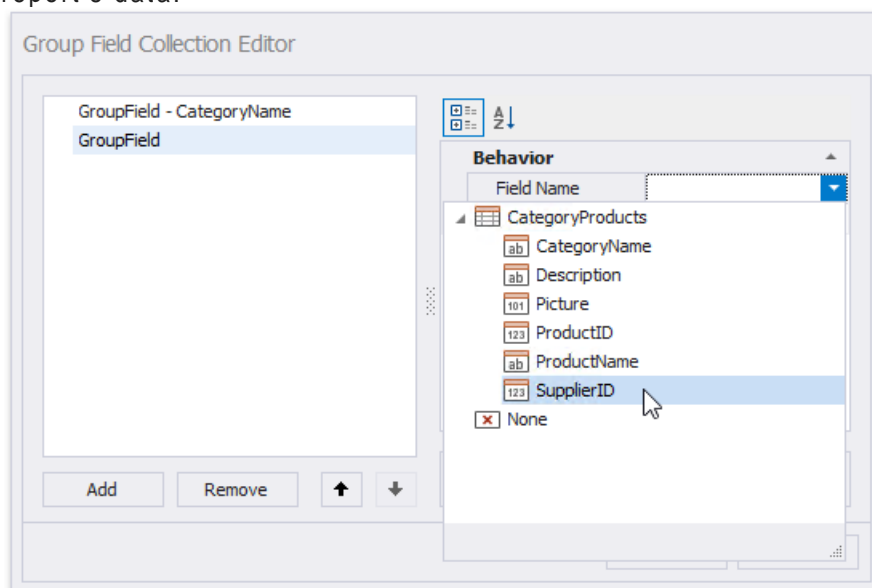 report's data.
Group Field Collection Editor
GroupField - CategoryName
GroupField
Behavior
Field Name
CategoryProducts
ab CategoryName
ab Description
101 Picture
123 ProductID
ab ProductName
123 SupplierID
None
Add Remove